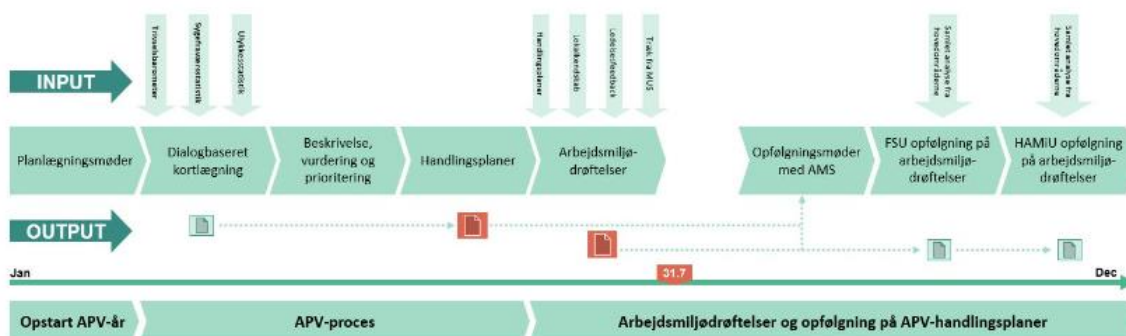 Trivselsbarometer
Sygefraværsstatistik
Ulykkesstatistik
Handlingsplaner
Lokalkendskab
Ledelsesfeedback
Træk fra MUS
Samlet analyse fra
hovedområderne
Samlet analyse fra
hovedområderne
INPUT
Planlægningsmøder
Dialogbaseret
kortlægning
Beskrivelse,
vurdering og
prioritering
Handlingsplaner
Arbejdsmiljø-
drøftelser
Opfølgningsmøder
med AMS
FSU opfølgning på
arbejdsmiljø-
drøftelser
HAMiU opfølgning
på arbejdsmiljø-
drøftelser
OUTPUT
Jan
31.7
Dec
Opstart APV-år
APV-proces
Arbejdsmiljødrøftelser og opfølgning på APV-handlingsplaner